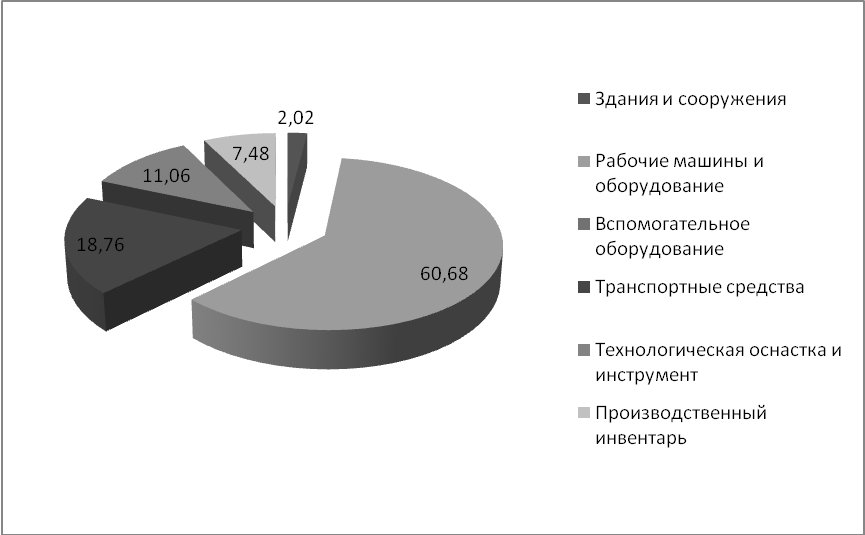 2,02
7,48
11,06
18,76
60,68
Здания и сооружения
Рабочие машины и
оборудование
Вспомогательное
оборудование
Транспортные средства
Технологическая оснастка и
инструмент
Производственный
инвентарь